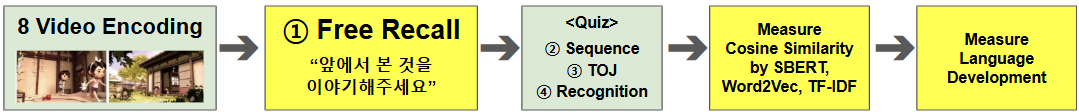 8 Video Encoding
① Free Recall
“앞에서 본 것을
이야기해주세요”
<Quiz>
② Sequence
③ TOJ
④ Recognition
Measure
Cosine Similarity
by SBERT,
Word2Vec, TF-IDF
Measure
Language
Development